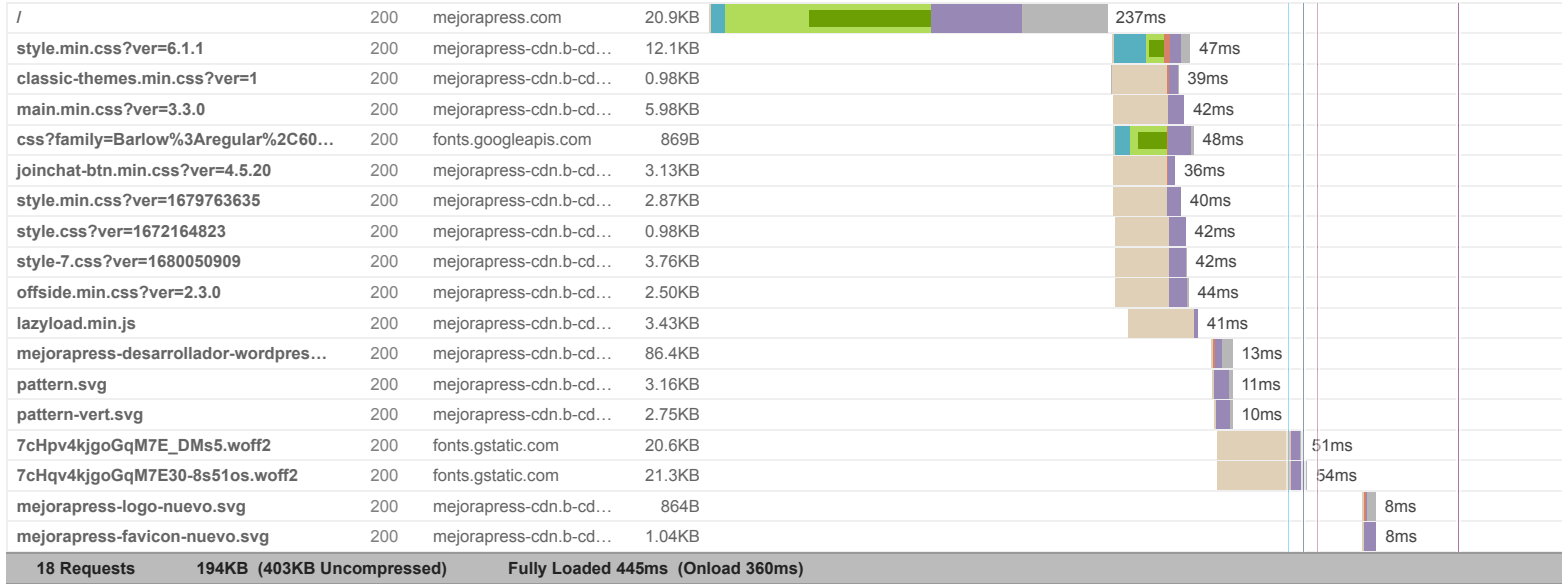 / 200 mejorapress.com 20.9KB 237ms
style.min.css?ver=6.1.1 200 mejorapress-cdn.b-cd… 12.1KB 47ms
classic-themes.min.css?ver=1 200 mejorapress-cdn.b-cd… 0.98KB 39ms
main.min.css?ver=3.3.0 200 mejorapress-cdn.b-cd… 5.98KB 42ms
css?family=Barlow%3Aregular%2C60… 200 fonts.googleapis.com 869B 48ms
joinchat-btn.min.css?ver=4.5.20 200 mejorapress-cdn.b-cd… 3.13KB 36ms
style.min.css?ver=1679763635 200 mejorapress-cdn.b-cd… 2.87KB 40ms
style.css?ver=1672164823 200 mejorapress-cdn.b-cd… 0.98KB 42ms
style-7.css?ver=1680050909 200 mejorapress-cdn.b-cd… 3.76KB 42ms
offside.min.css?ver=2.3.0 200 mejorapress-cdn.b-cd… 2.50KB 44ms
lazyload.min.js 200 mejorapress-cdn.b-cd… 3.43KB 41ms
mejorapress-desarrollador-wordpres… 200 mejorapress-cdn.b-cd… 86.4KB 13ms
pattern.svg 200 mejorapress-cdn.b-cd… 3.16KB 11ms
pattern-vert.svg 200 mejorapress-cdn.b-cd… 2.75KB 10ms
7cHpv4kjgoGqM7E_DMs5.woff2 200 fonts.gstatic.com 20.6KB 51ms
7cHqv4kjgoGqM7E30-8s51os.woff2 200 fonts.gstatic.com 21.3KB 54ms
mejorapress-logo-nuevo.svg 200 mejorapress-cdn.b-cd… 864B 8ms
mejorapress-favicon-nuevo.svg 200 mejorapress-cdn.b-cd… 1.04KB 8ms
18 Requests 194KB (403KB Uncompressed) Fully Loaded 445ms (Onload 360ms)